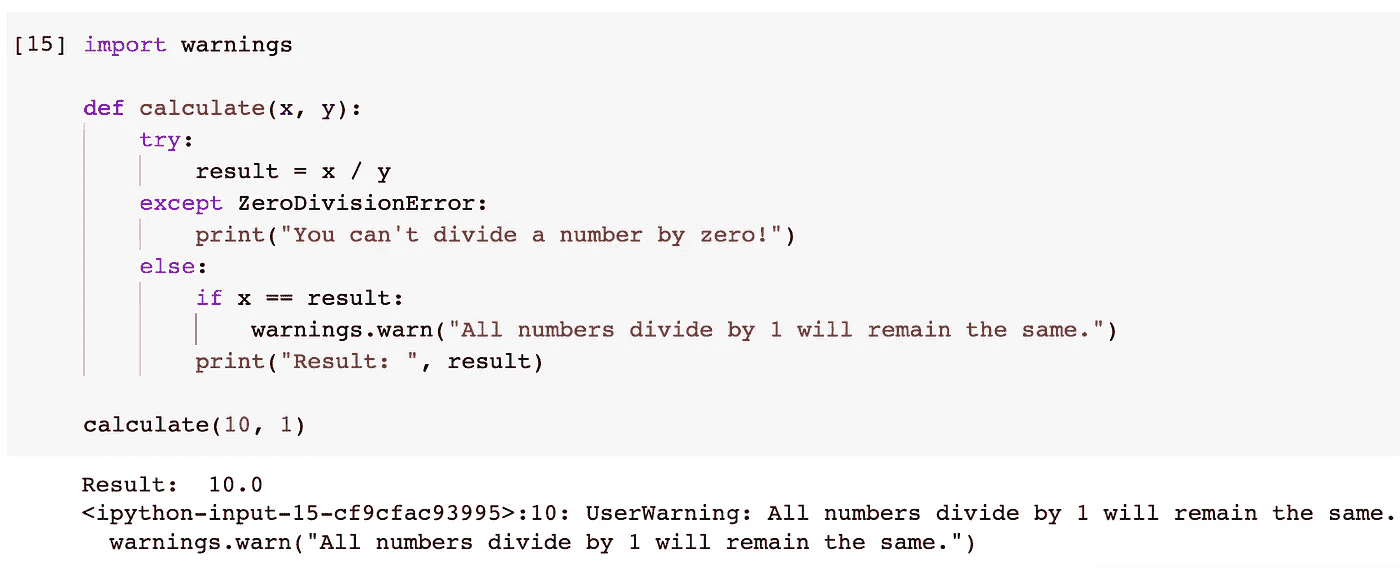 [15] import warnings
def calculate(x, y):
try:
result = x / y
except ZeroDivisionError:
print("You can't divide a number by zero!")
else:
if x == result:
warnings.warn("All numbers divide by 1 will remain the same.")
print("Result: ", result)
calculate(10, 1)
Result:  10.0
<ipython-input-15-cf9cfac93995>:10: UserWarning: All numbers divide by 1 will remain the same.
warnings.warn("All numbers divide by 1 will remain the same.")